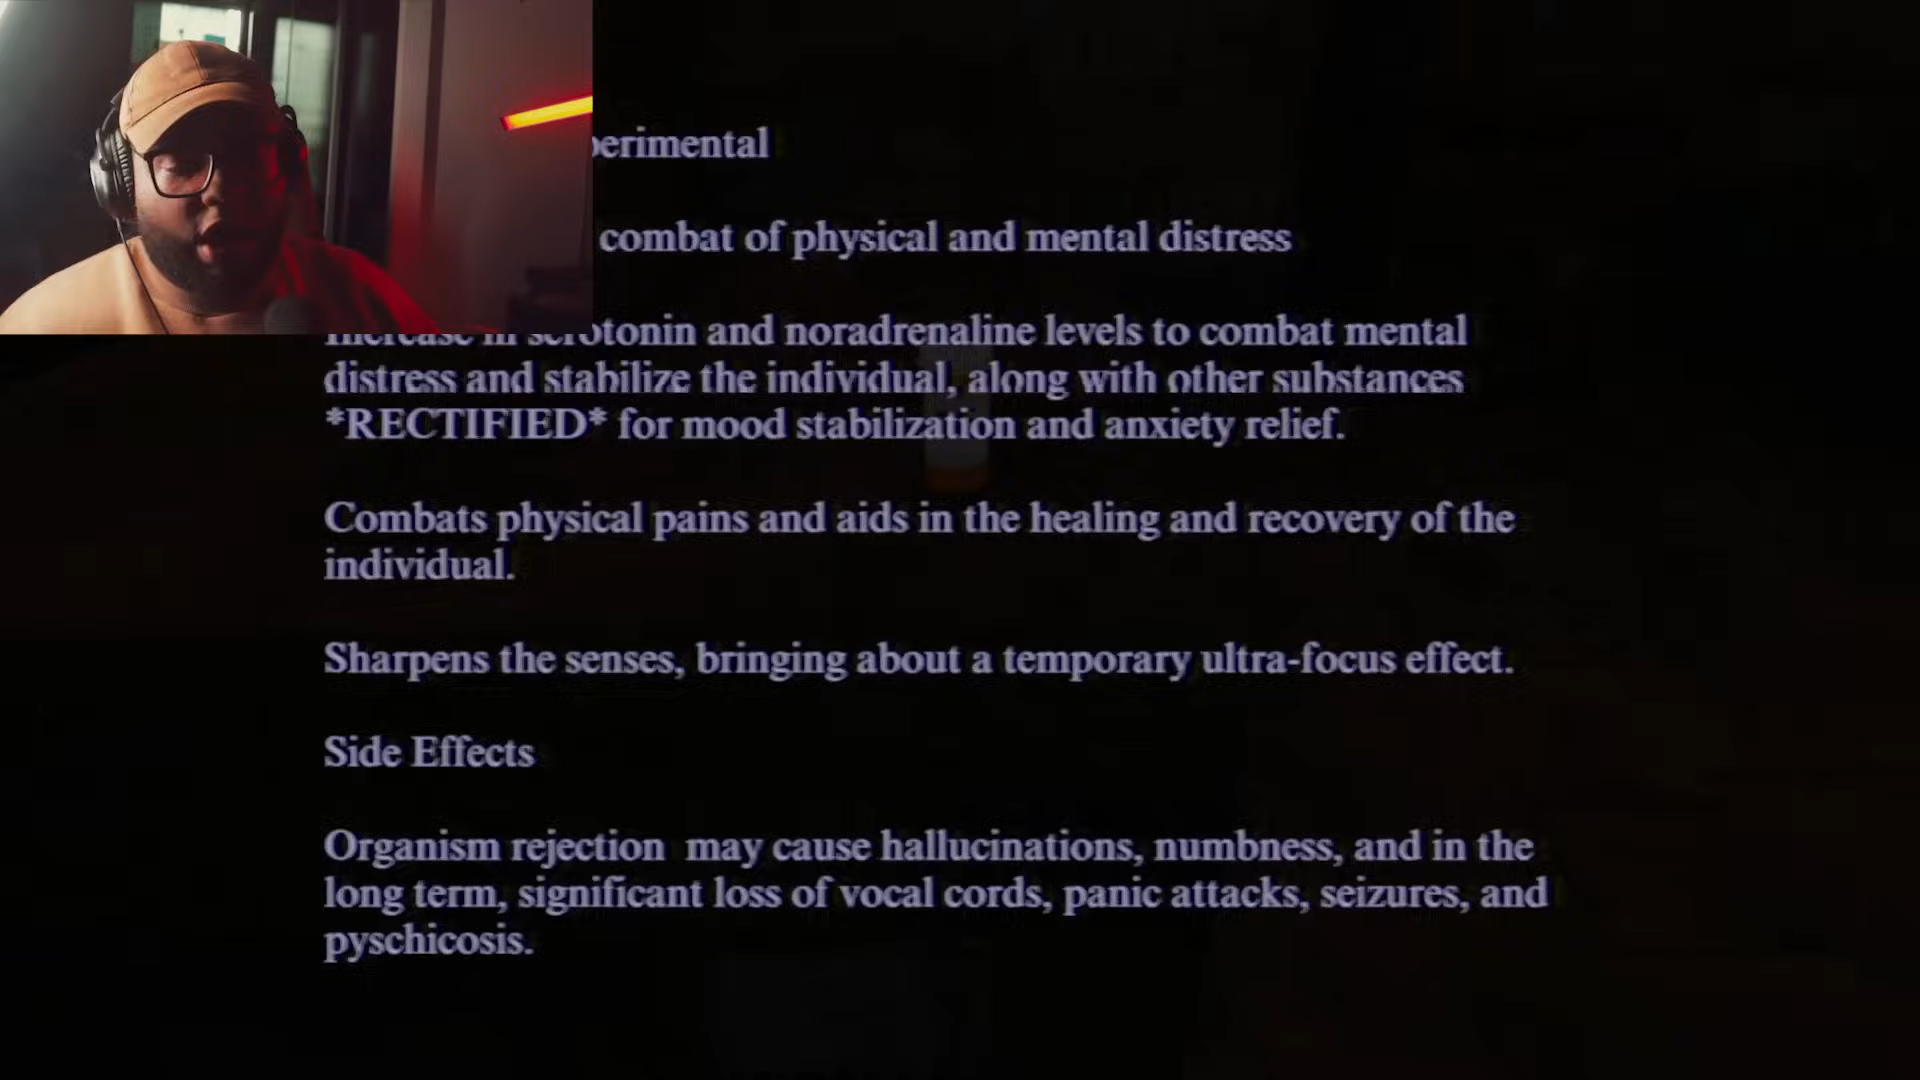 perimental
combat of physical and mental distress
Increase in serotonin and noradrenaline levels to combat mental
distress and stabilize the individual, along with other substances
*RECTIFIED* for mood stabilization and anxiety relief.
Combats physical pains and aids in the healing and recovery of the
individual.
Sharpens the senses, bringing about a temporary ultra-focus effect.
Side Effects
Organism rejection  may cause hallucinations, numbness, and in the
long term, significant loss of vocal cords, panic attacks, seizures, and
pyschicosis.